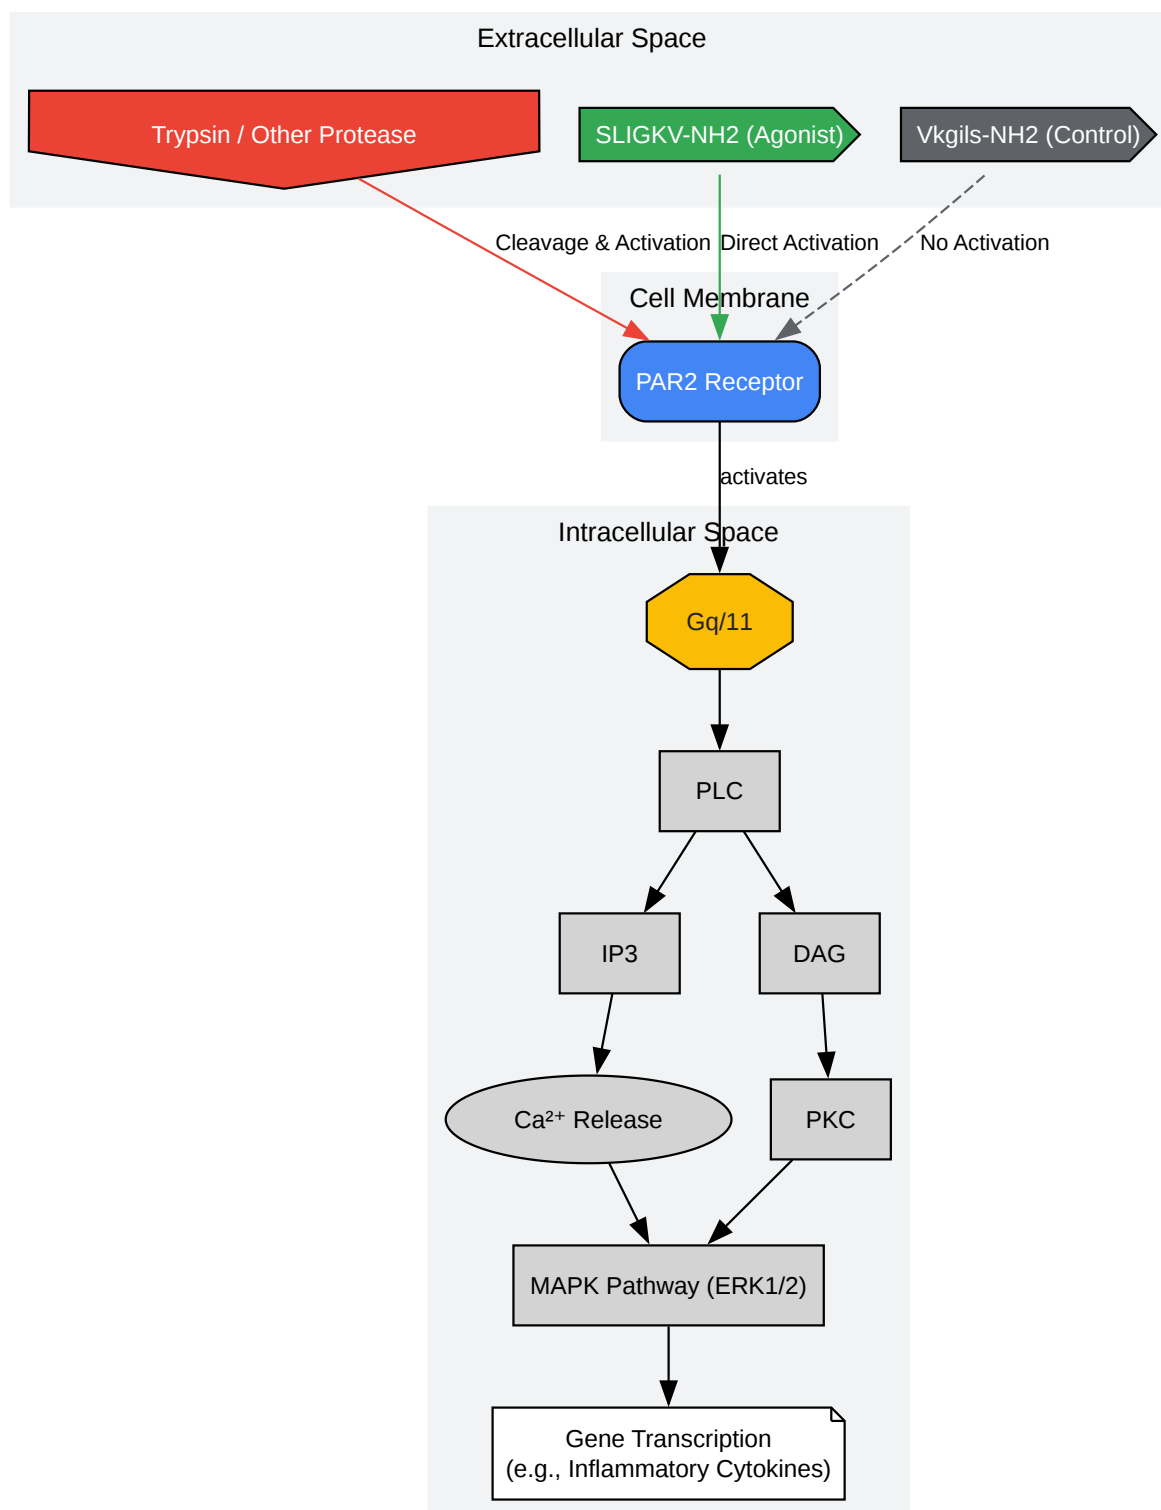 Extracellular Space
Trypsin / Other Protease
SLIGKV-NH2 (Agonist)
Vkgils-NH2 (Control)
Cleavage & Activation
Direct Activation
No Activation
Cell Membrane
PAR2 Receptor
activates
Intracellular Space
Gq/11
PLC
IP3
DAG
Ca²⁺ Release
PKC
MAPK Pathway (ERK1/2)
Gene Transcription
(e.g., Inflammatory Cytokines)